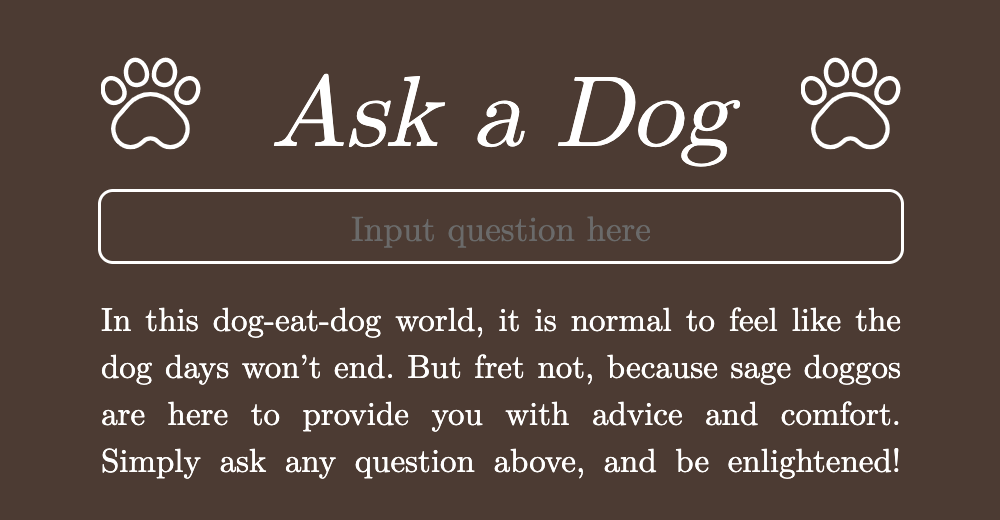 Ask a Dog
Input question here
In this dog-eat-dog world, it is normal to feel like the
dog days won't end. But fret not, because sage doggos
are here to provide you with advice and comfort.
Simply ask any question above, and be enlightened!